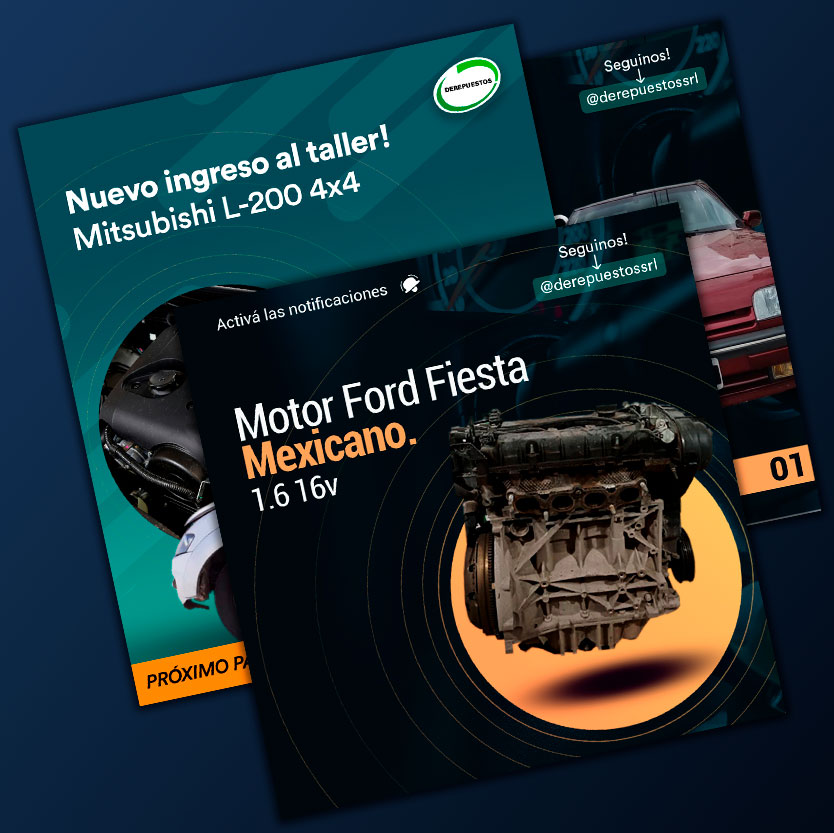 DEREPUESTOS
Nuevo ingreso al taller!
Mitsubishi L-200 4x4
PRÓXIMO
Seguinos!
↓
@derepuestossrl
01
Activá las notificaciones
Seguinos!
↓
@derepuestossrl
Motor Ford Fiesta
Mexicano.
1.6 16v